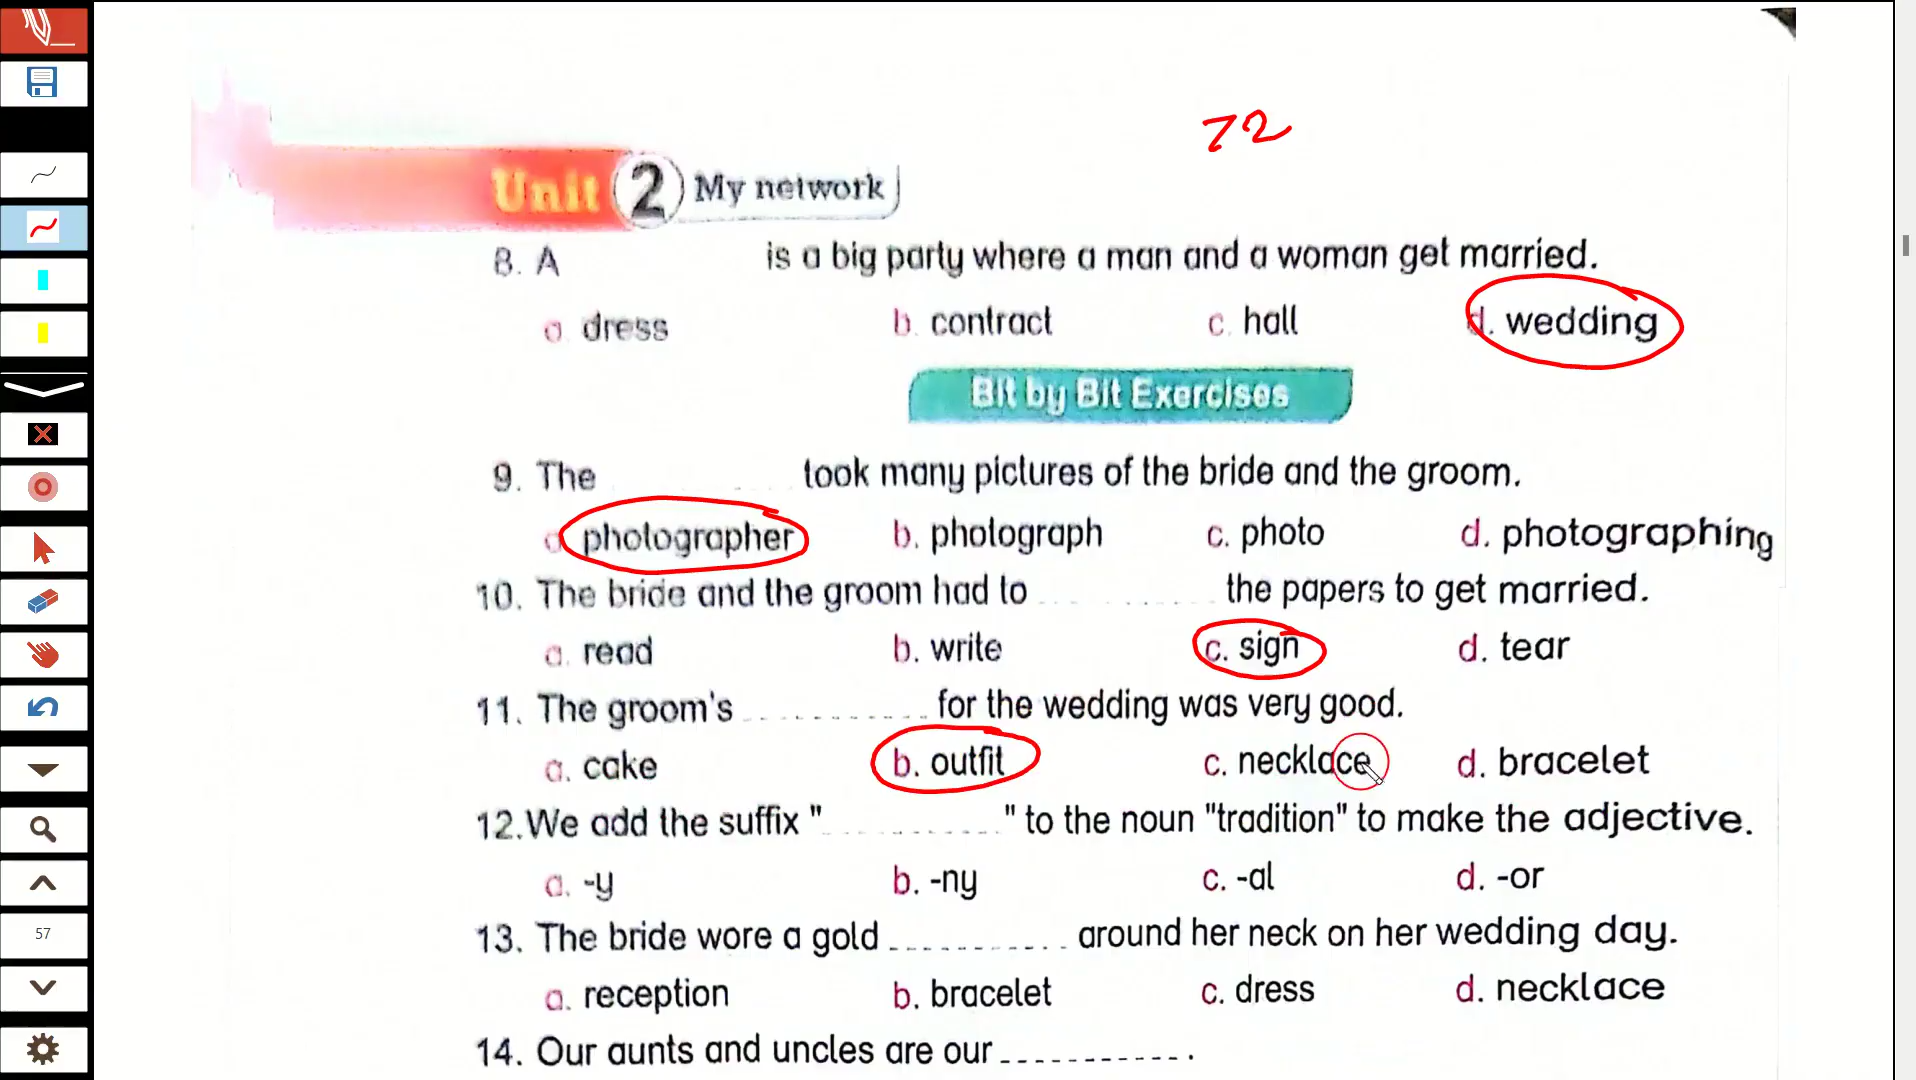 72
Unit 2 My network
8. A is a big party where a man and a woman get married.
a. dress b. contract c. hall d. wedding
Bit by Bit Exercises
9. The took many pictures of the bride and the groom.
a. photographer b. photograph c. photo d. photographing
10. The bride and the groom had to the papers to get married.
a. read b. write c. sign d. tear
11. The groom's for the wedding was very good.
a. cake b. outfit c. necklace d. bracelet
12. We add the suffix " " to the noun "tradition" to make the adjective.
a. -y b. -ny c. -al d. -or
13. The bride wore a gold around her neck on her wedding day.
a. reception b. bracelet c. dress d. necklace
14. Our aunts and uncles are our .
57